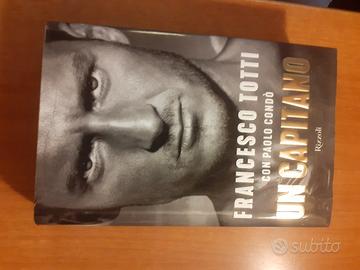 FRANCESCO TOTTI
CON PAOLO CONDÒ
UN CAPITANO
Rizzoli
subito